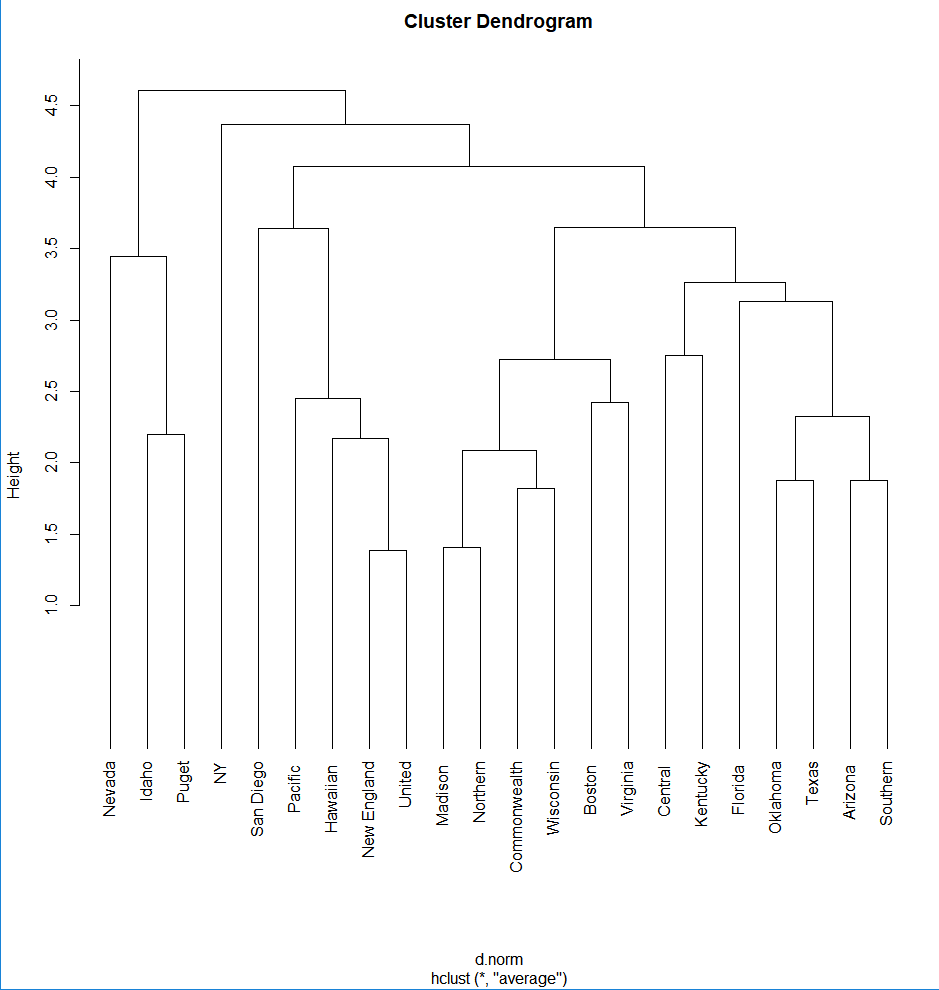 Cluster Dendrogram
Height
4.5
4.0
3.5
3.0
2.5
2.0
1.5
1.0
Nevada
Idaho
Puget
NY
San Diego
Pacific
Hawaiian
New England
United
Madison
Northern
Commonwealth
Wisconsin
Boston
Virginia
Central
Kentucky
Florida
Oklahoma
Texas
Arizona
Southern
d.norm
hclust (*, "average")